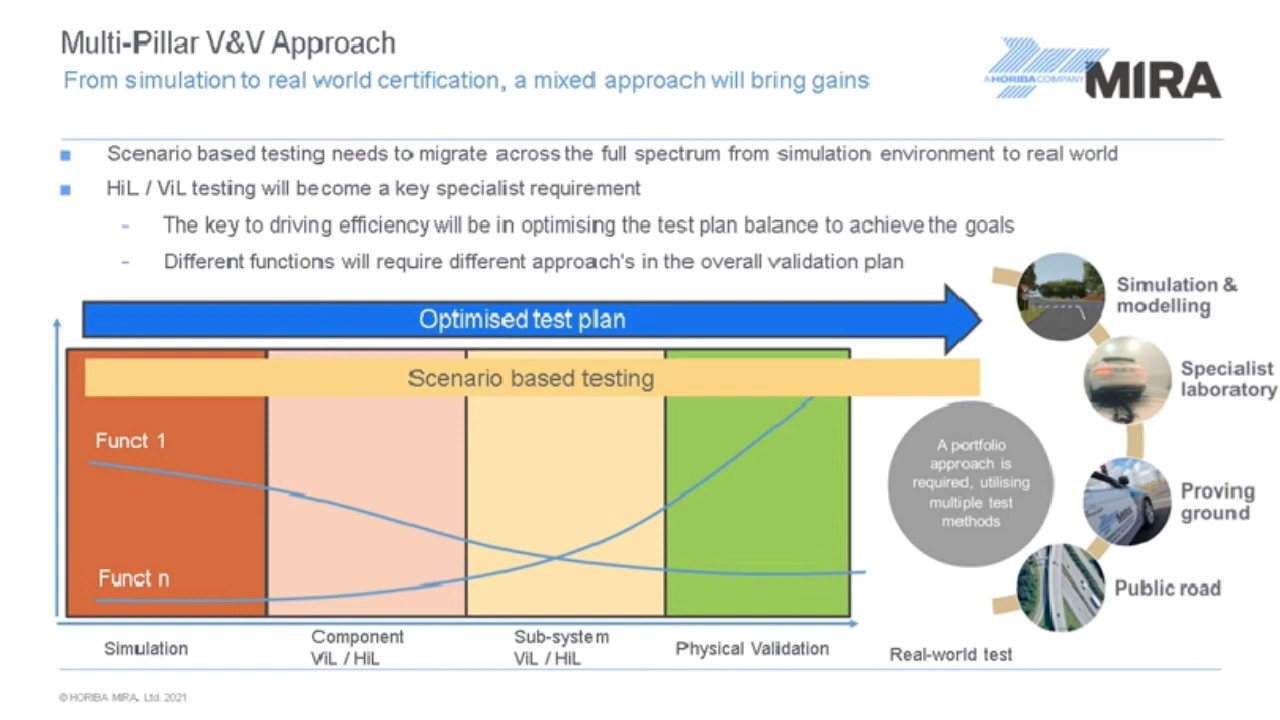 Multi-Pillar V&V Approach
From simulation to real world certification, a mixed approach will bring gains
A HORIBA COMPANY
MIRA
Scenario based testing needs to migrate across the full spectrum from simulation environment to real world
HiL / ViL testing will become a key specialist requirement
- The key to driving efficiency will be in optimising the test plan balance to achieve the goals
- Different functions will require different approach's in the overall validation plan
Optimised test plan
Scenario based testing
Funct 1
Funct n
Simulation
Component
ViL / HiL
Sub-system
ViL / HiL
Physical Validation
Real-world test
A portfolio
approach is
required, utilising
multiple test
methods
Simulation &
modelling
Specialist
laboratory
Proving
ground
Public road
© HORIBA MIRA. Ltd. 2021